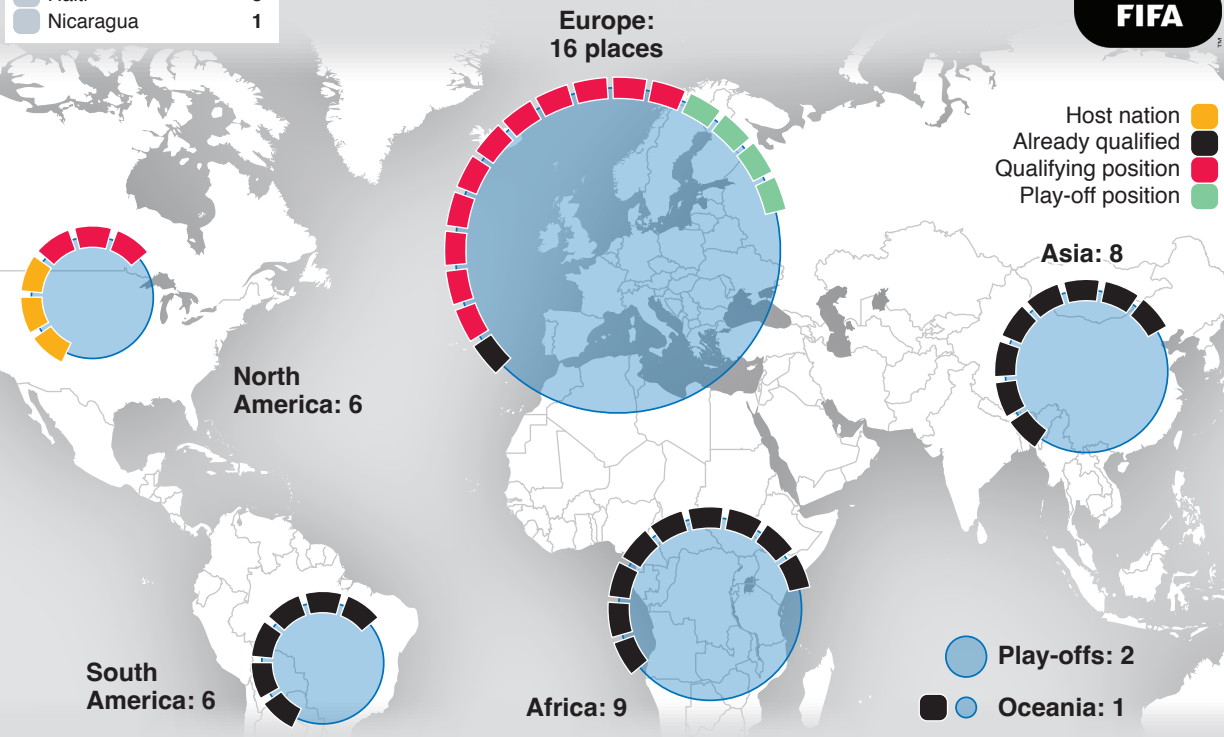 Nicaragua 1
Europe:
16 places
FIFA
™
Host nation
Already qualified
Qualifying position
Play-off position
Asia: 8
North
America: 6
South
America: 6
Africa: 9
Play-offs: 2
Oceania: 1